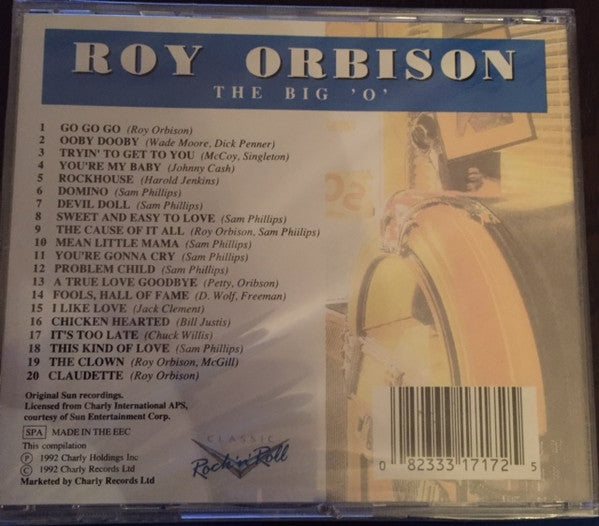 ROY ORBISON
THE BIG 'O'
1 GO GO GO (Roy Orbison)
2 OOBY DOOBY (Wade Moore, Dick Penner)
3 TRYIN' TO GET TO YOU (McCoy, Singleton)
4 YOU'RE MY BABY (Johnny Cash)
5 ROCKHOUSE (Harold Jenkins)
6 DOMINO (Sam Phillips)
7 DEVIL DOLL (Sam Phillips)
8 SWEET AND EASY TO LOVE (Sam Phillips)
9 THE CAUSE OF IT ALL (Roy Orbison, Sam Phillips)
10 MEAN LITTLE MAMA (Sam Phillips)
11 YOU'RE GONNA CRY (Sam Phillips)
12 PROBLEM CHILD (Sam Phillips)
13 A TRUE LOVE GOODBYE (Petty, Oribson)
14 FOOLS, HALL OF FAME (D. Wolf, Freeman)
15 I LIKE LOVE (Jack Clement)
16 CHICKEN HEARTED (Bill Justis)
17 IT'S TOO LATE (Chuck Willis)
18 THIS KIND OF LOVE (Sam Phillips)
19 THE CLOWN (Roy Orbison, McGill)
20 CLAUDETTE (Roy Orbison)
Original Sun recordings.
Licensed from Charly International APS,
courtesy of Sun Entertainment Corp.
SPA MADE IN THE EEC
This compilation
℗ 1992 Charly Holdings Inc
© 1992 Charly Records Ltd
Marketed by Charly Records Ltd
CLASSIC
Rock'n'Roll
0 82333 17172 5